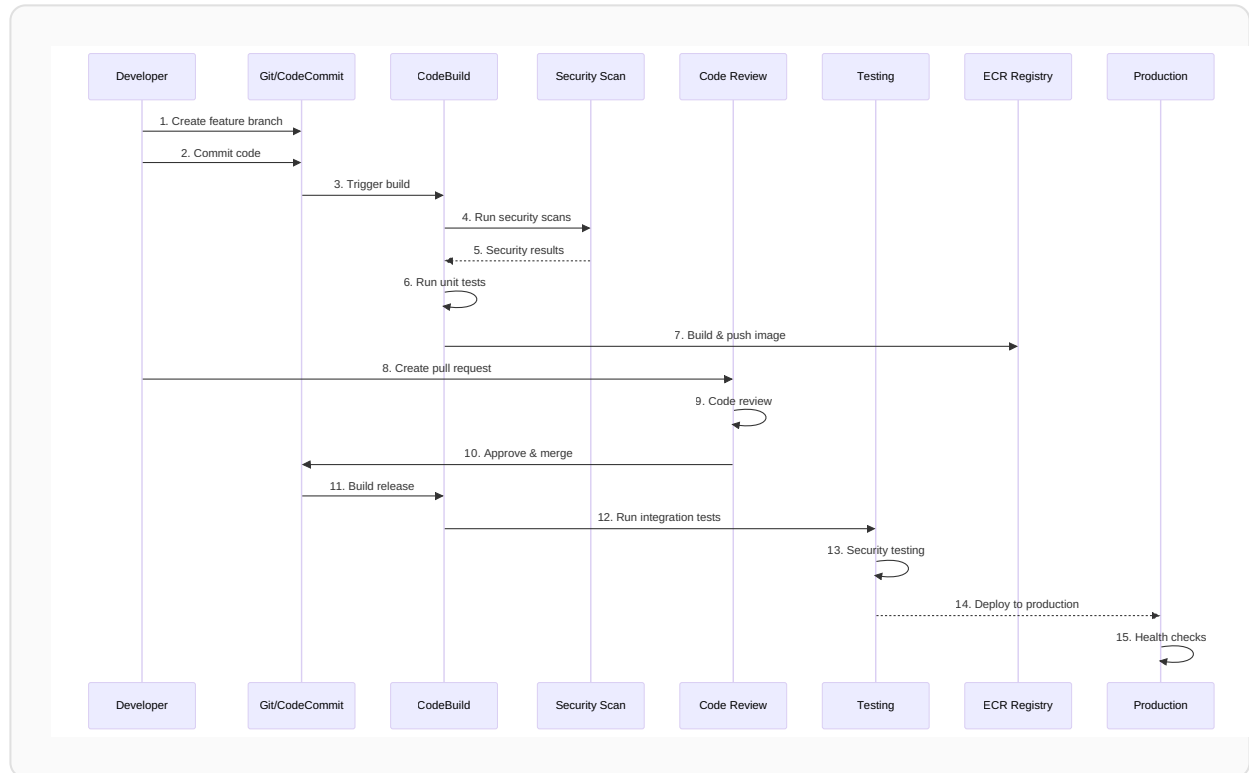 Developer
Git/CodeCommit
CodeBuild
Security Scan
Code Review
Testing
ECR Registry
Production
1. Create feature branch
2. Commit code
3. Trigger build
4. Run security scans
5. Security results
6. Run unit tests
7. Build & push image
8. Create pull request
9. Code review
10. Approve & merge
11. Build release
12. Run integration tests
13. Security testing
14. Deploy to production
15. Health checks
Developer
Git/CodeCommit
CodeBuild
Security Scan
Code Review
Testing
ECR Registry
Production